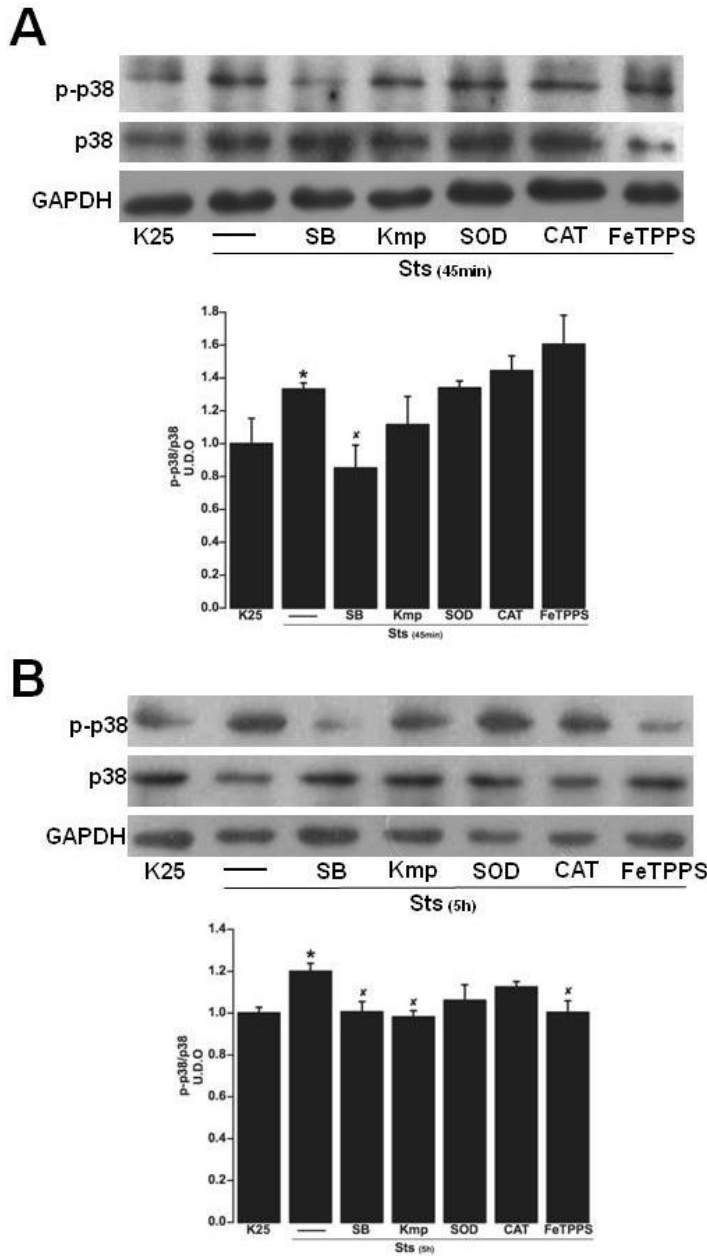 A
p-p38
p38
GAPDH
K25 — SB Kmp SOD CAT FeTPPS
Sts (45min)
1.8
1.6
1.4
1.2
1.0
0.8
0.6
0.4
0.2
0.0
p-p38/p38
U.D.O
*
x
K25 — SB Kmp SOD CAT FeTPPS
Sts (45min)
B
p-p38
p38
GAPDH
K25 — SB Kmp SOD CAT FeTPPS
Sts (5h)
1.4
1.2
1.0
0.8
0.6
0.4
0.2
0.0
p-p38/p38
U.D.O
*
x x x
K25 — SB Kmp SOD CAT FeTPPS
Sts (5h)